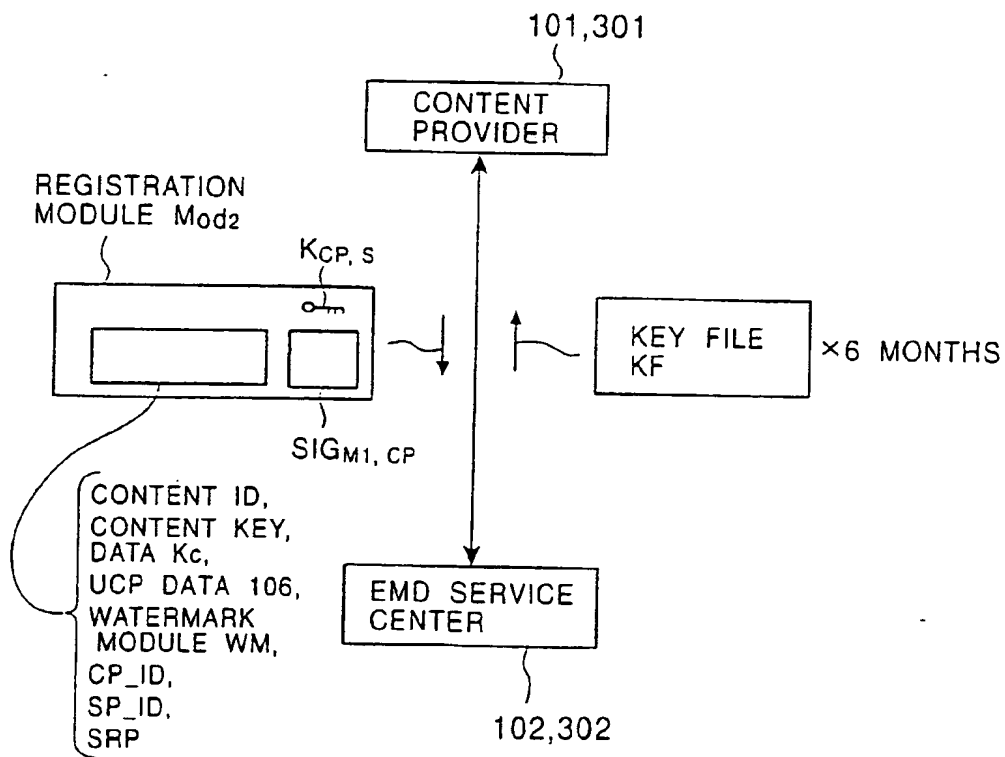 101,301
CONTENT
PROVIDER
REGISTRATION
MODULE Mod2
KCP, S
KEY FILE
KF
×6 MONTHS
SIGM1, CP
CONTENT ID,
CONTENT KEY,
DATA Kc,
UCP DATA 106,
WATERMARK
MODULE WM,
CP_ID,
SP_ID,
SRP
EMD SERVICE
CENTER
102,302